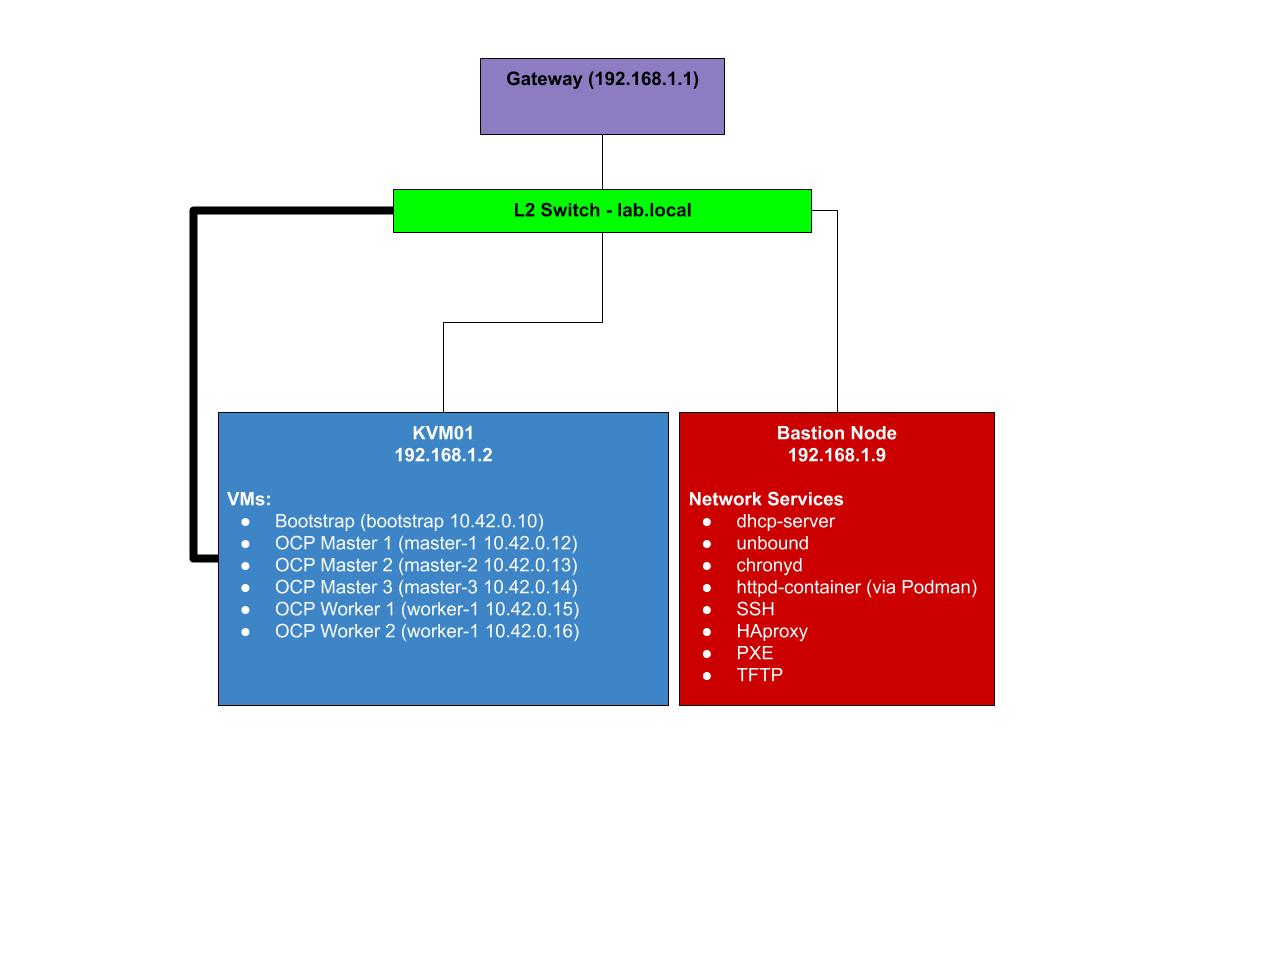 Gateway (192.168.1.1)
L2 Switch - lab.local
KVM01
192.168.1.2
VMs:
● Bootstrap (bootstrap 10.42.0.10)
● OCP Master 1 (master-1 10.42.0.12)
● OCP Master 2 (master-2 10.42.0.13)
● OCP Master 3 (master-3 10.42.0.14)
● OCP Worker 1 (worker-1 10.42.0.15)
● OCP Worker 2 (worker-1 10.42.0.16)
Bastion Node
192.168.1.9
Network Services
● dhcp-server
● unbound
● chronyd
● httpd-container (via Podman)
● SSH
● HAproxy
● PXE
● TFTP